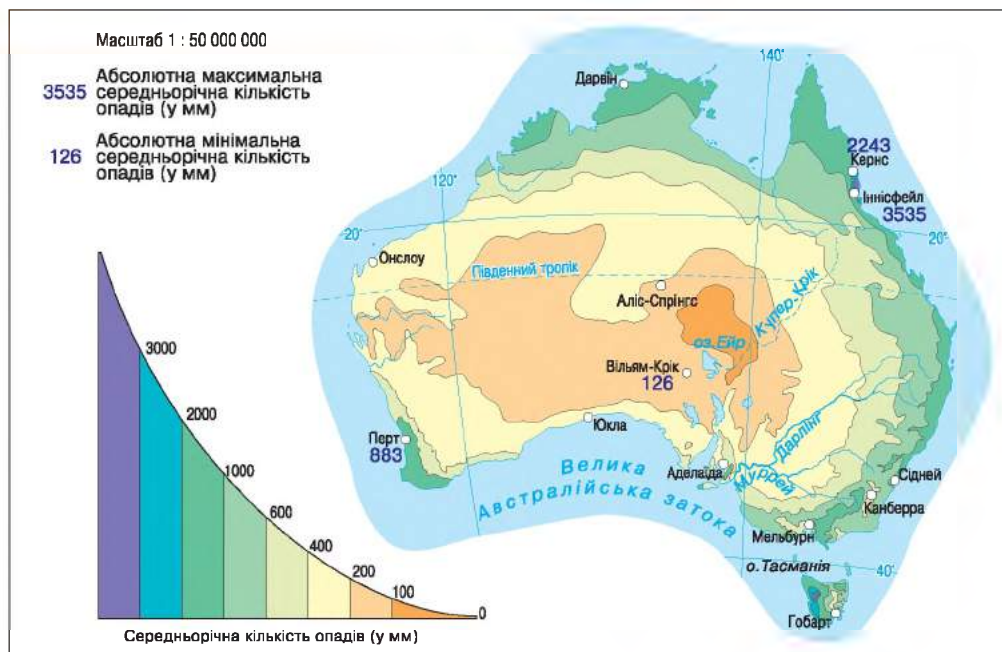 Масштаб 1 : 50 000 000
3535 Абсолютна максимальна
середньорічна кількість
опадів (у мм)
126 Абсолютна мінімальна
середньорічна кількість
опадів (у мм)
3000
2000
1000
600
400
200
100
0
Середньорічна кількість опадів (у мм)
140°
Дарвін
2243
Кернс
Іннісфейл
3535
120°
20°
20°
Онслоу
Південний тропік
Аліс-Спрінгс
Купер-Крік
оз.Ейр
Вільям-Крік
126
Юкла
Перт
883
Дарлінг
Муррей
Аделаїда
Сідней
Канберра
Мельбурн
Велика
Австралійська затока
о.Тасманія
40°
Гобарт